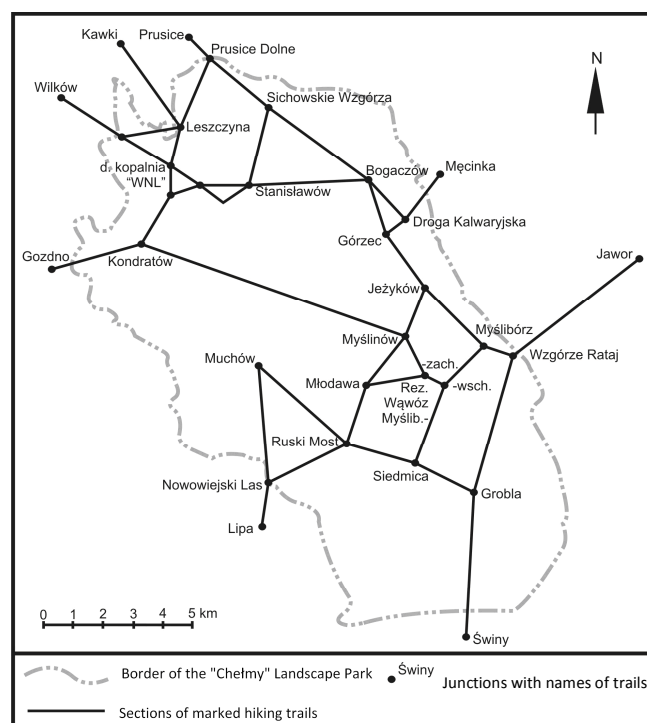 Kawki
Prusice
Prusice Dolne
N
Wilków
Sichowskie Wzgórza
Leszczyna
d. kopalnia
"WNL"
Stanisławów
Bogaczów
Męcinka
Droga Kalwaryjska
Górzec
Gozdno
Kondratów
Jawor
Jeżyków
Myślibórz
Myślinów
Wzgórze Rataj
Muchów
-zach.
Młodawa
Rez.
-wsch.
Wąwóz
Myślib.-
Ruski Most
Siedmica
Nowowiejski Las
Grobla
Lipa
0 1 2 3 4 5 km
Świny
Border of the "Chełmy" Landscape Park
Świny
Junctions with names of trails
Sections of marked hiking trails